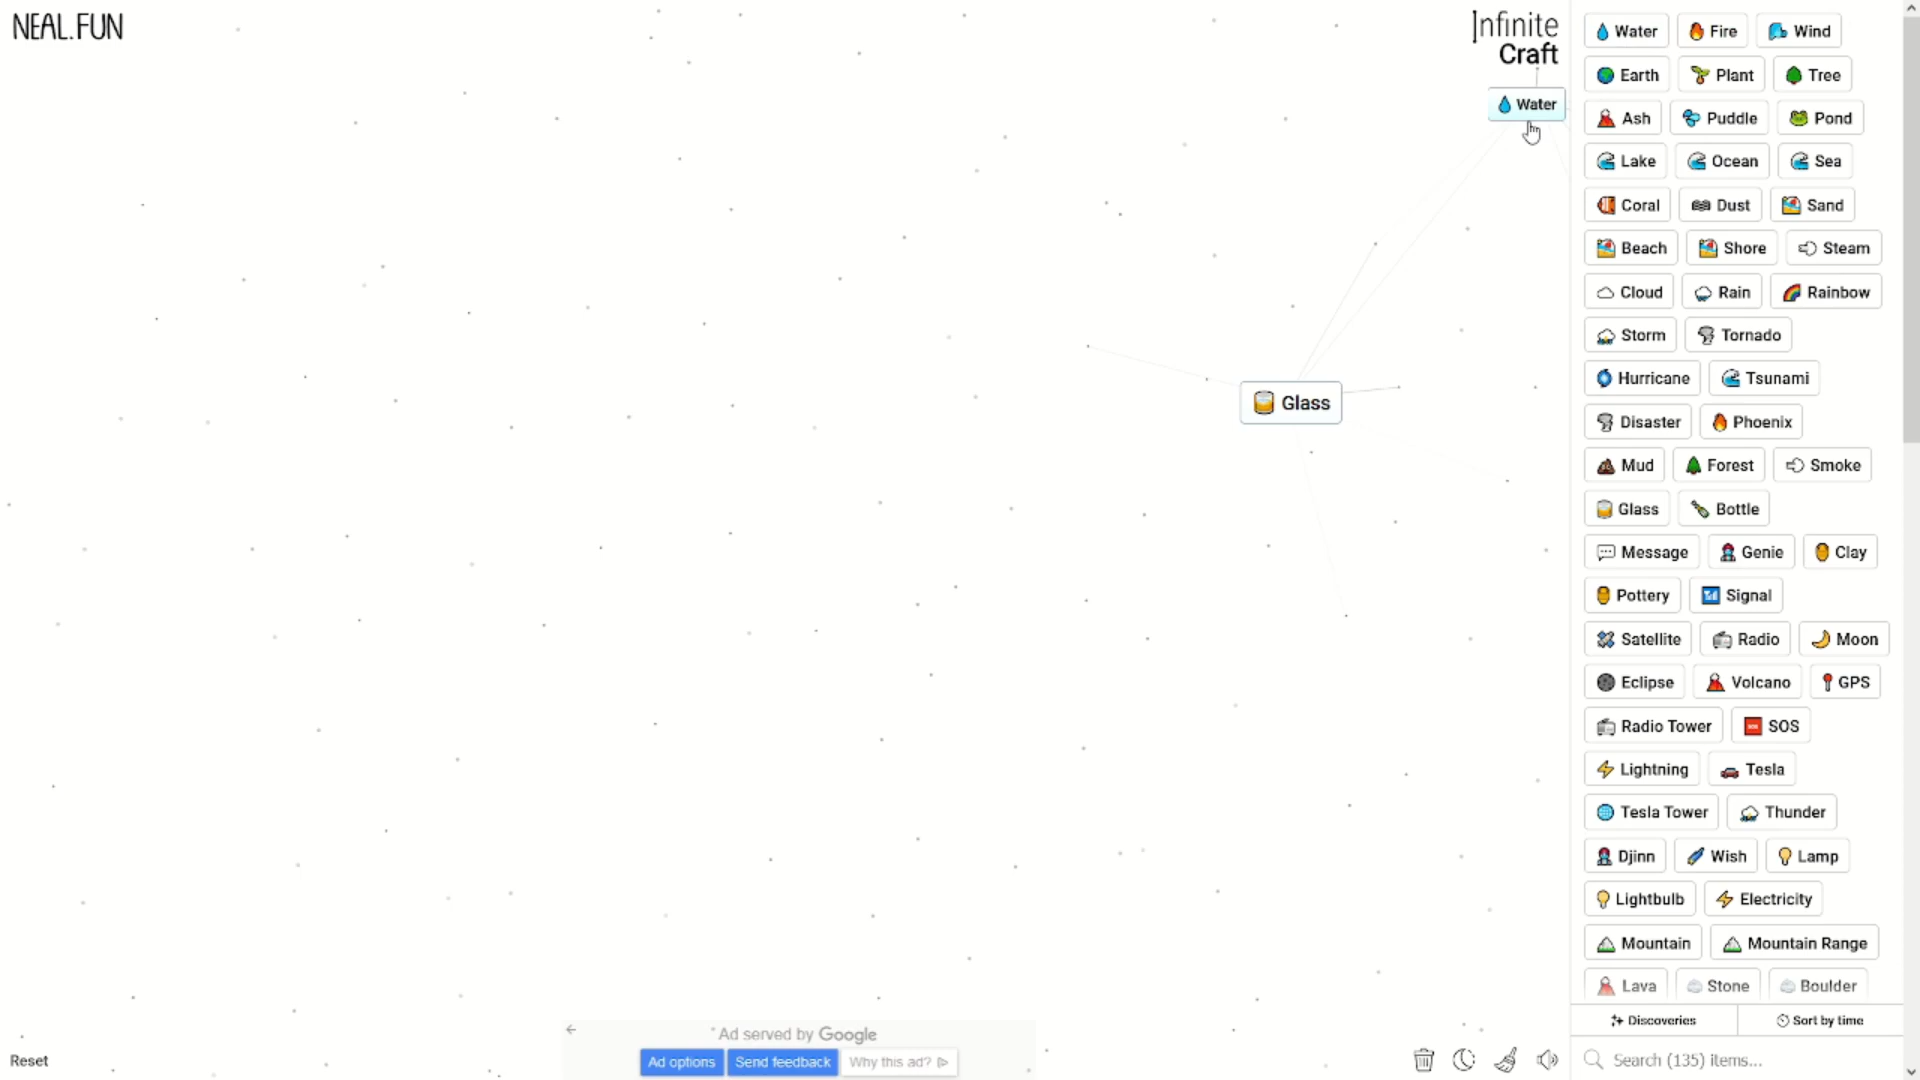 NEAL.FUN
Infinite
Craft
Water
Glass
Water Fire Wind
Earth Plant Tree
Ash Puddle Pond
Lake Ocean Sea
Coral Dust Sand
Beach Shore Steam
Cloud Rain Rainbow
Storm Tornado
Hurricane Tsunami
Disaster Phoenix
Mud Forest Smoke
Glass Bottle
Message Genie Clay
Pottery Signal
Satellite Radio Moon
Eclipse Volcano GPS
Radio Tower SOS
Lightning Tesla
Tesla Tower Thunder
Djinn Wish Lamp
Lightbulb Electricity
Mountain Mountain Range
Lava Stone Boulder
Discoveries Sort by time
Search (135) items...
Reset
Ad served by Google
Ad options Send feedback Why this ad?